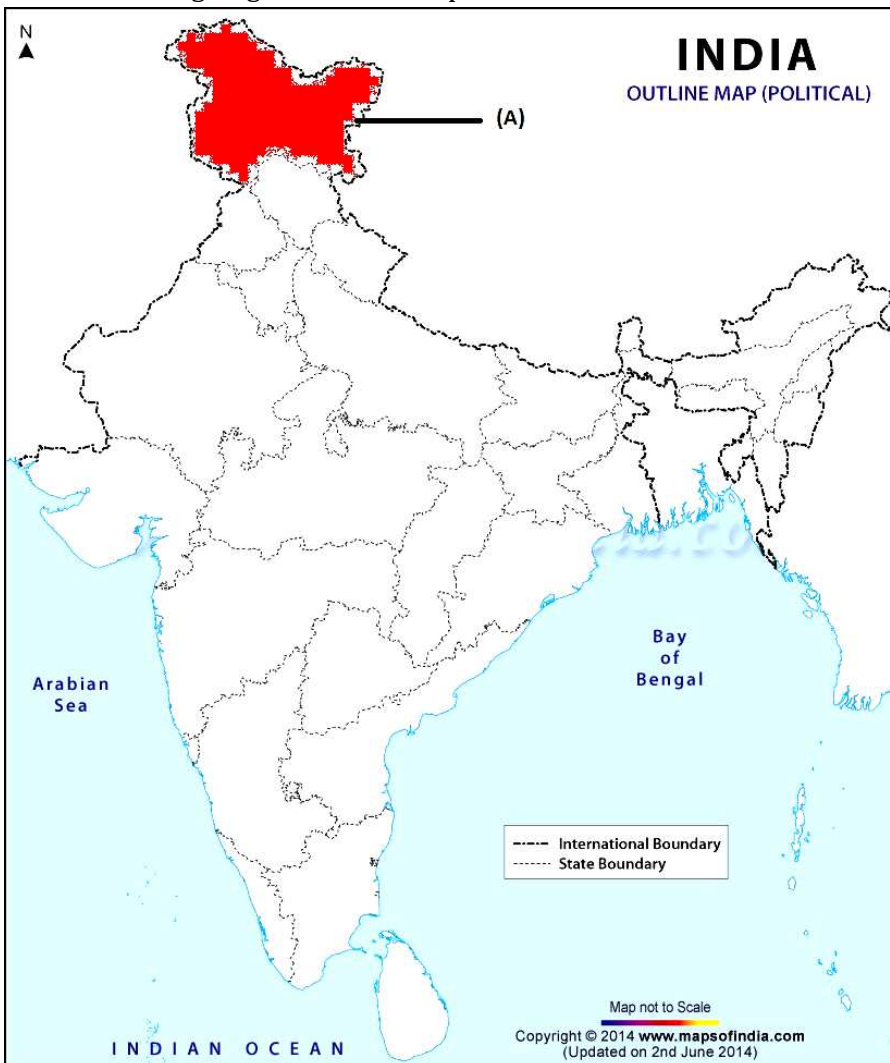 N
INDIA
OUTLINE MAP (POLITICAL)
(A)
Arabian
Sea
Bay
of
Bengal
International Boundary
State Boundary
Map not to Scale
Copyright © 2014 www.mapsofindia.com
(Updated on 2nd June 2014)
INDIAN OCEAN